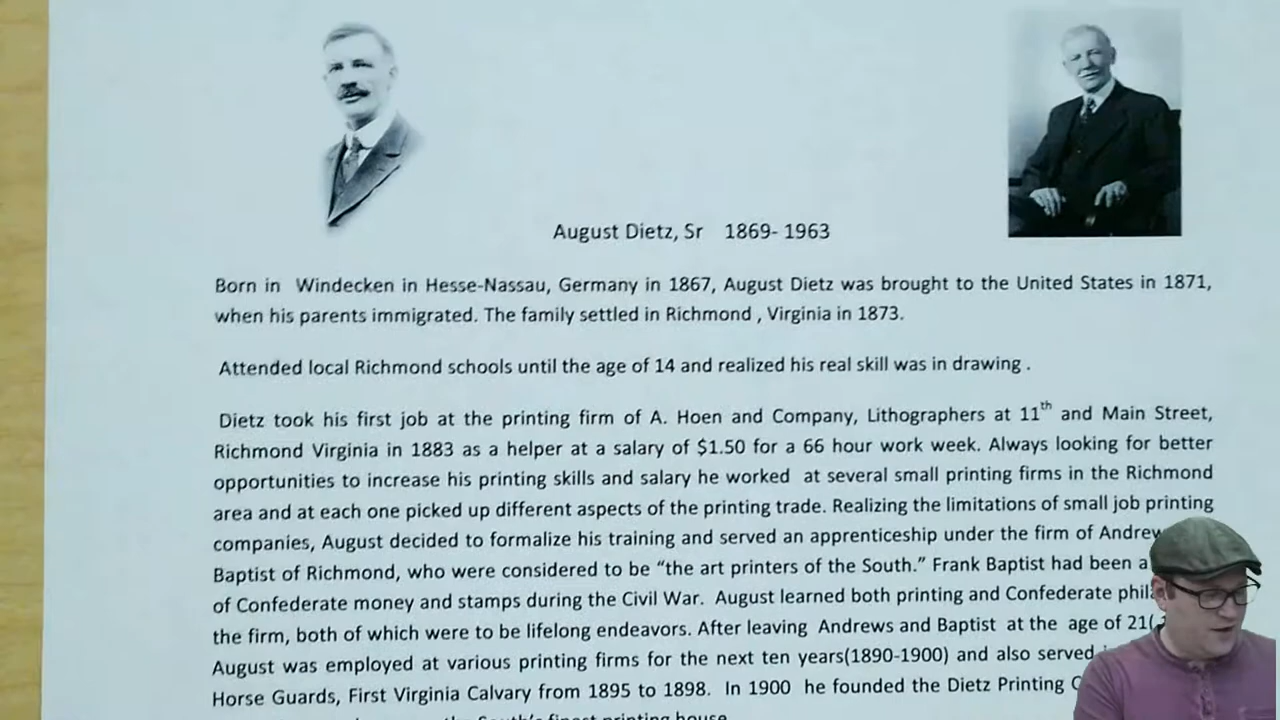 August Dietz, Sr 1869- 1963
Born in Windecken in Hesse-Nassau, Germany in 1867, August Dietz was brought to the United States in 1871,
when his parents immigrated. The family settled in Richmond , Virginia in 1873.
Attended local Richmond schools until the age of 14 and realized his real skill was in drawing .
Dietz took his first job at the printing firm of A. Hoen and Company, Lithographers at 11th and Main Street,
Richmond Virginia in 1883 as a helper at a salary of $1.50 for a 66 hour work week. Always looking for better
opportunities to increase his printing skills and salary he worked at several small printing firms in the Richmond
area and at each one picked up different aspects of the printing trade. Realizing the limitations of small job printing
companies, August decided to formalize his training and served an apprenticeship under the firm of Andrew
Baptist of Richmond, who were considered to be “the art printers of the South.” Frank Baptist had been a
of Confederate money and stamps during the Civil War. August learned both printing and Confederate
the firm, both of which were to be lifelong endeavors. After leaving Andrews and Baptist at the age of 21(
August was employed at various printing firms for the next ten years(1890-1900) and also served
Horse Guards, First Virginia Calvary from 1895 to 1898. In 1900 he founded the Dietz Printing
the South's finest printing house